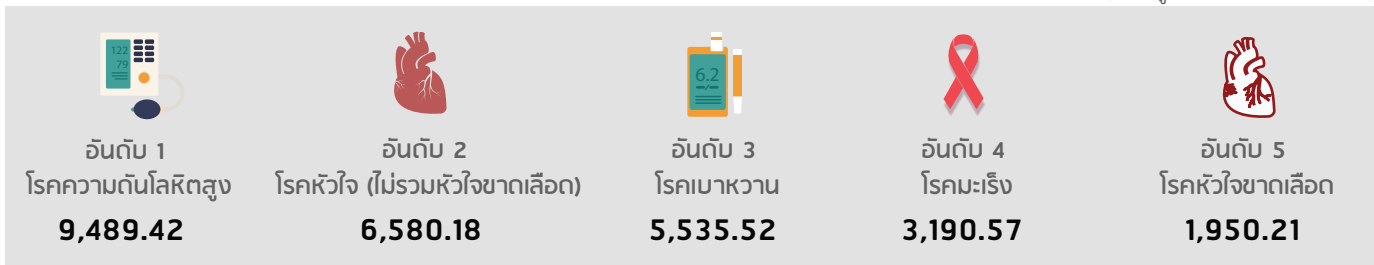 122
79
6.2
-/-
อันดับ 1
โรคความดันโลหิตสูง
9,489.42
อันดับ 2
โรคหัวใจ (ไม่รวมหัวใจขาดเลือด)
6,580.18
อันดับ 3
โรคเบาหวาน
5,535.52
อันดับ 4
โรคมะเร็ง
3,190.57
อันดับ 5
โรคหัวใจขาดเลือด
1,950.21